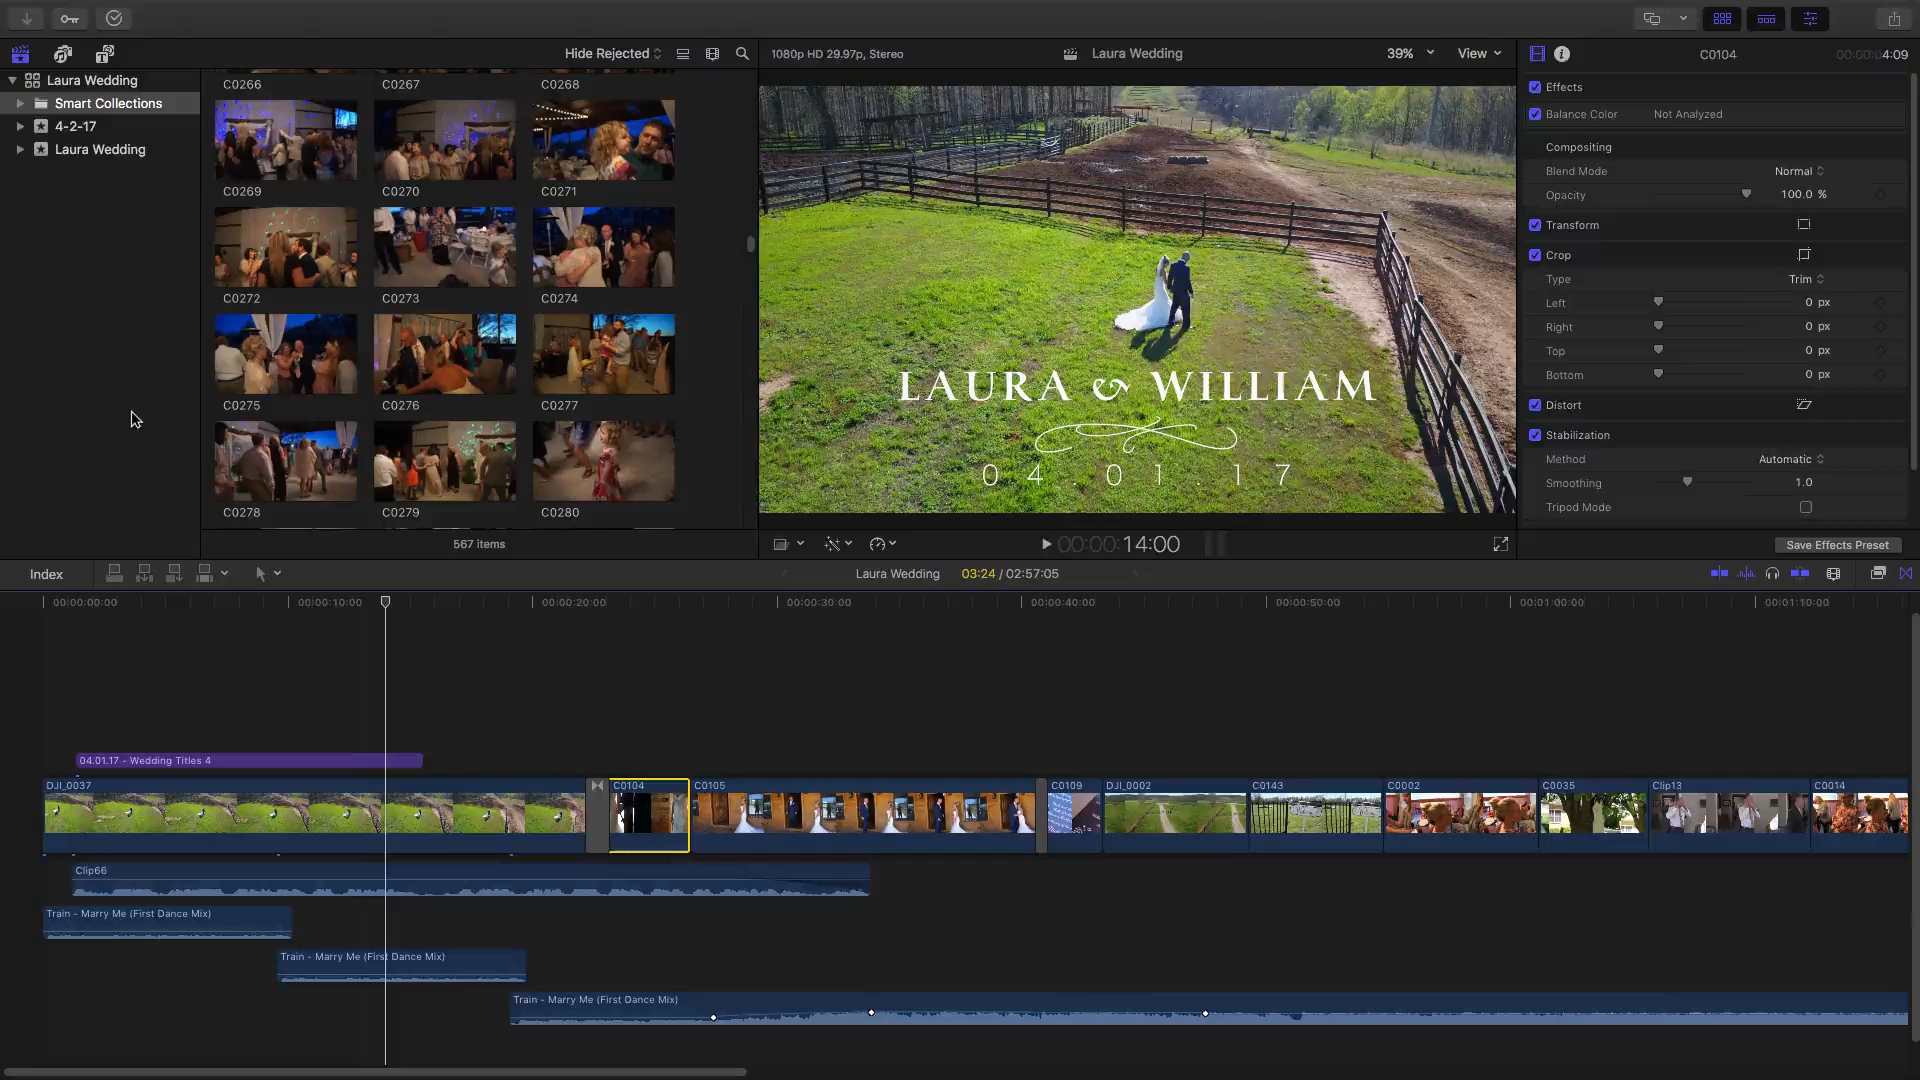 Hide Rejected
1080p HD 29.97p, Stereo
Laura Wedding
39%
View
C0104
4:09
Laura Wedding
Smart Collections
4-2-17
Laura Wedding
C0266
C0267
C0268
C0269
C0270
C0271
C0272
C0273
C0274
C0275
C0276
C0277
C0278
C0279
C0280
567 items
LAURA & WILLIAM
04.01.17
00:00:14:00
Effects
Balance Color Not Analyzed
Compositing
Blend Mode Normal
Opacity 100.0 %
Transform
Crop
Type Trim
Left 0 px
Right 0 px
Top 0 px
Bottom 0 px
Distort
Stabilization
Method Automatic
Smoothing 1.0
Tripod Mode
Save Effects Preset
Index
Laura Wedding
03:24 / 02:57:05
00:00:00:00
00:00:10:00
00:00:20:00
00:00:30:00
00:00:40:00
00:00:50:00
00:01:00:00
00:01:10:00
04.01.17 - Wedding Titles 4
DJI_0037
C0104
C0105
C0109
DJI_0002
C0143
C0002
C0035
Clip13
C0014
Clip66
Train - Marry Me (First Dance Mix)
Train - Marry Me (First Dance Mix)
Train - Marry Me (First Dance Mix)